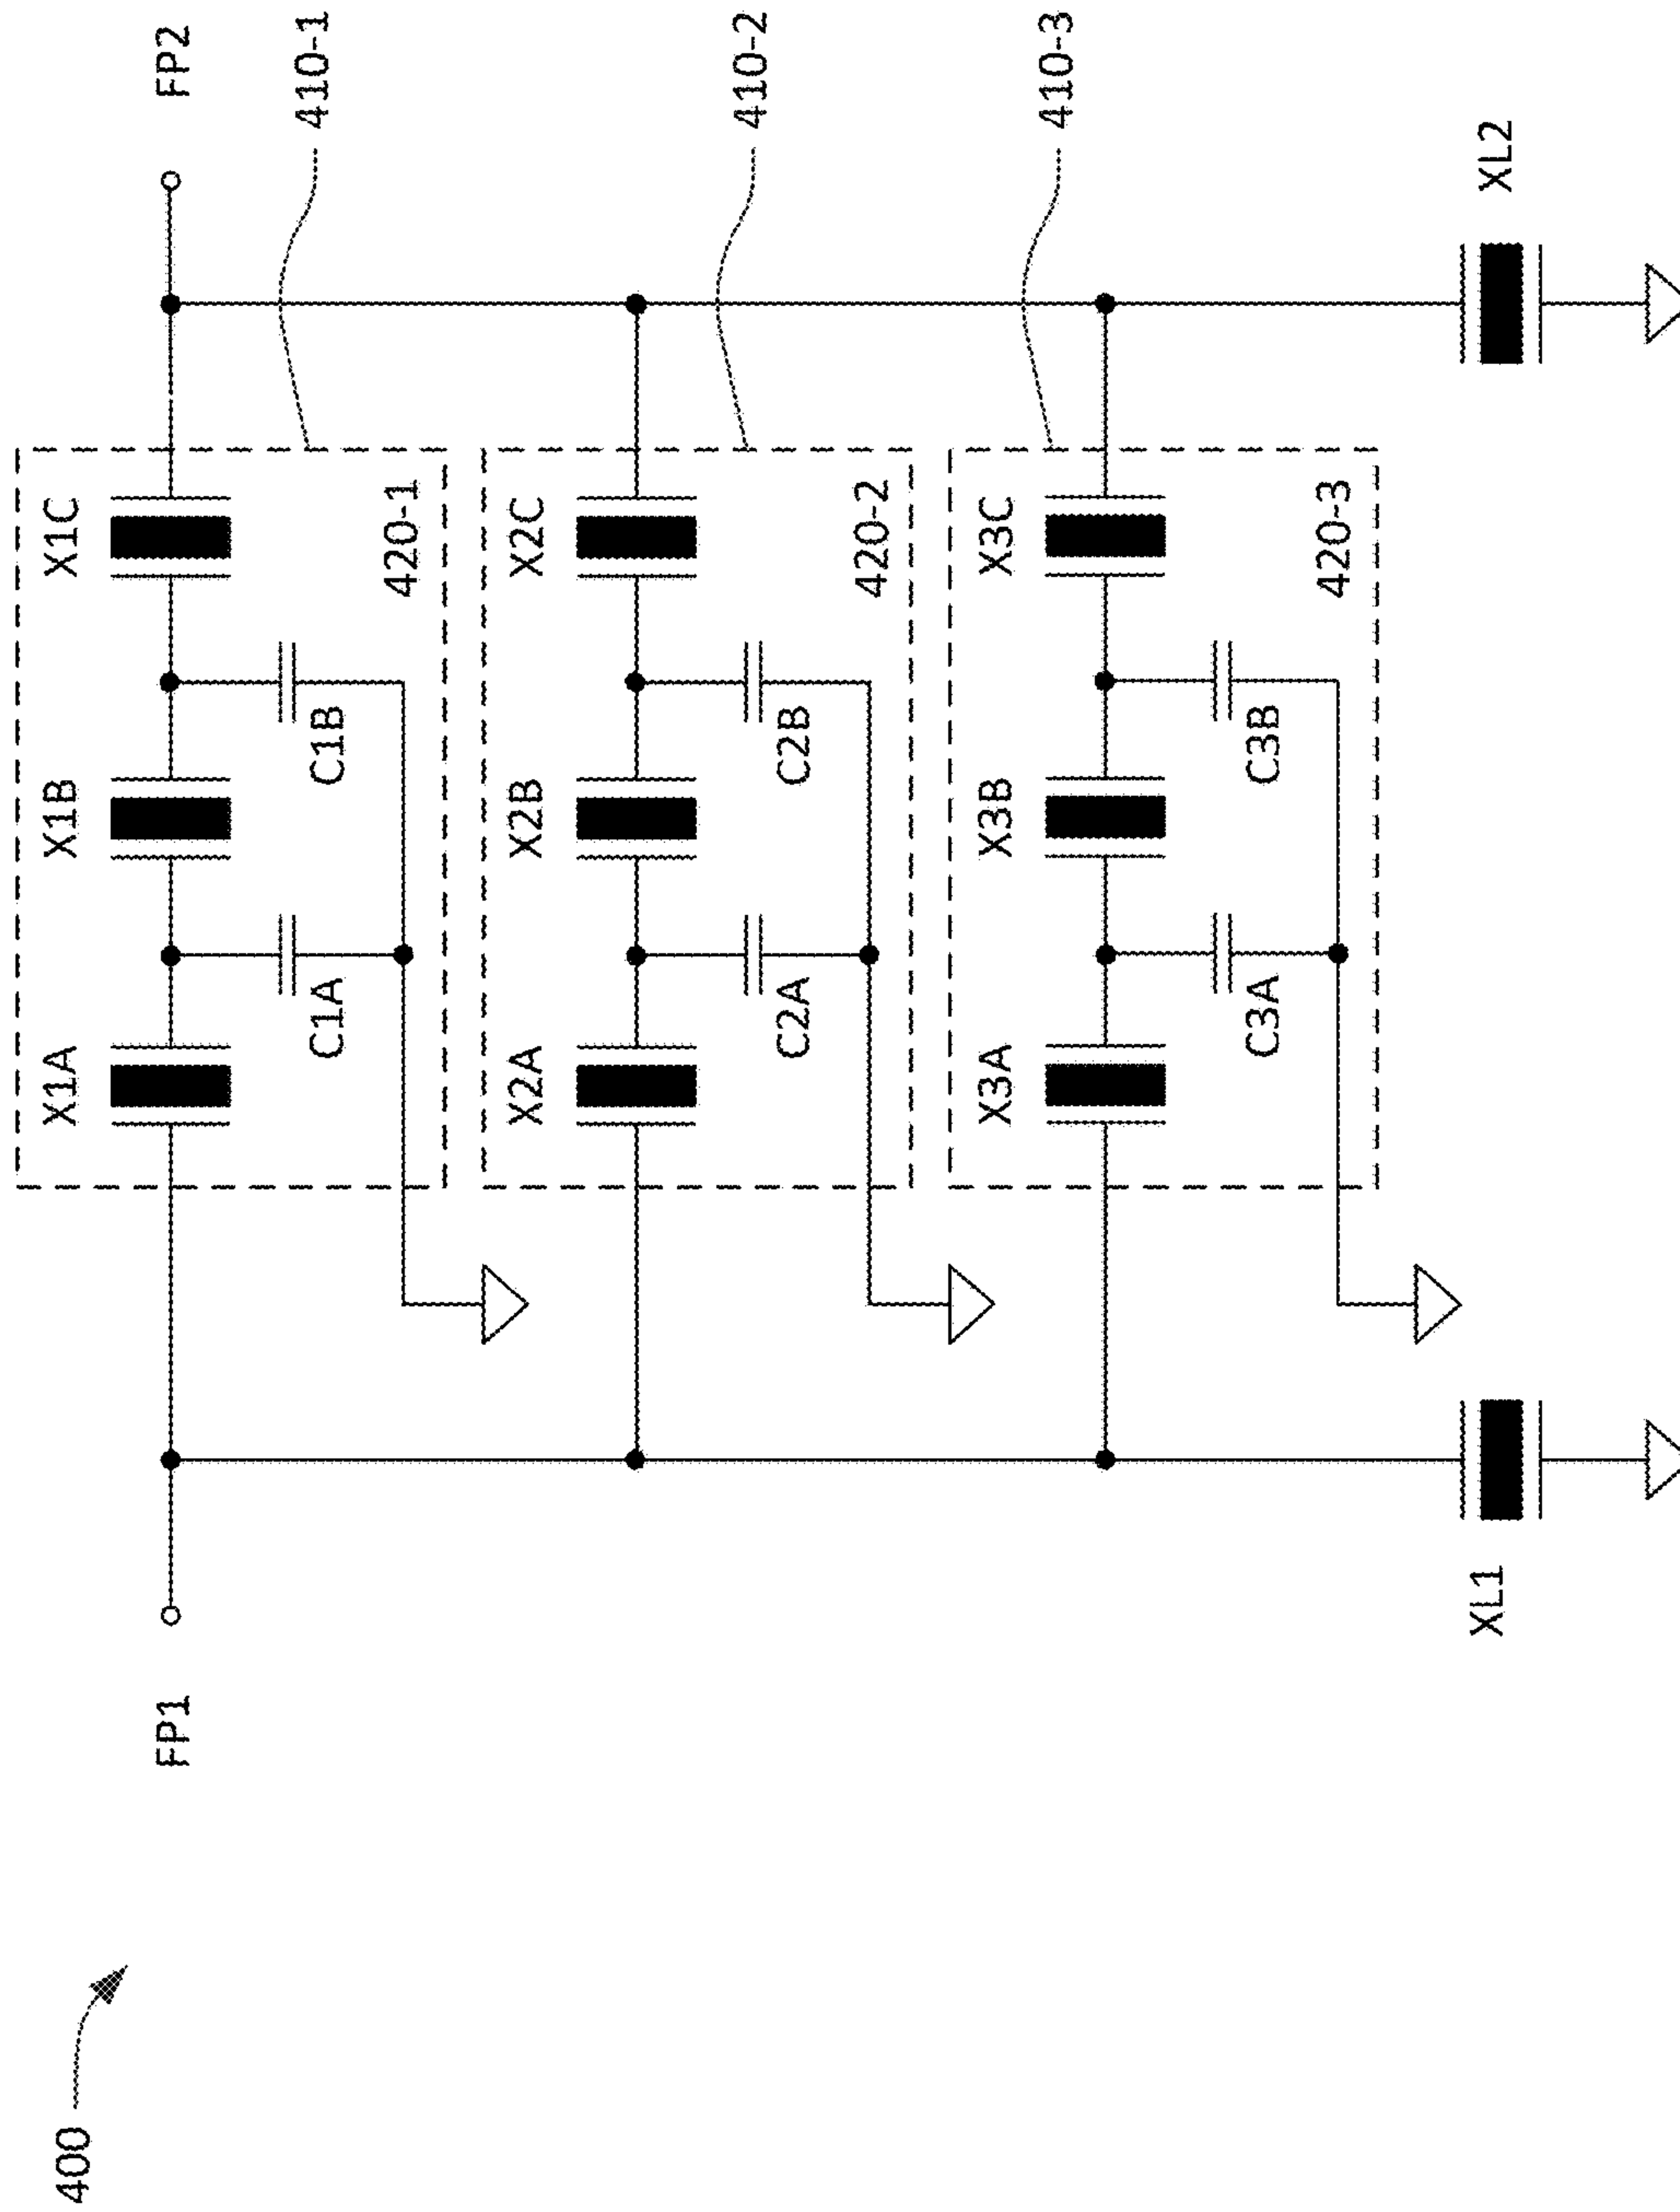 400
FP1
FP2
X1A
X1B
X1C
C1A
C1B
420-1
410-1
X2A
X2B
X2C
C2A
C2B
420-2
410-2
X3A
X3B
X3C
C3A
C3B
420-3
410-3
XL1
XL2